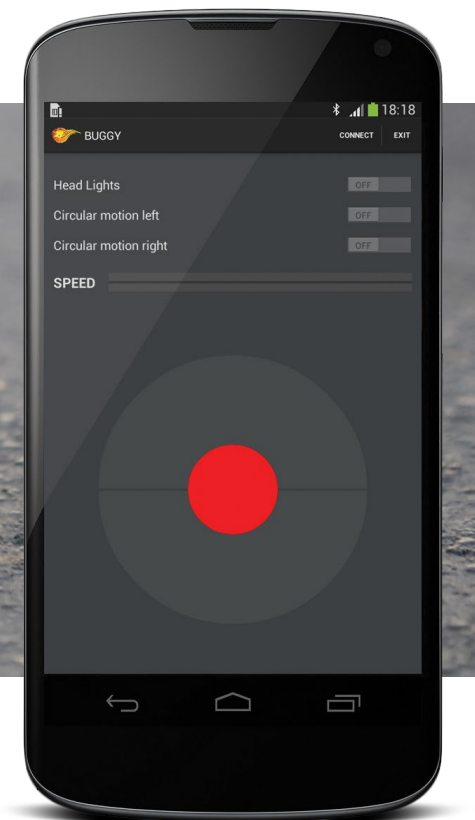 18:18
BUGGY CONNECT EXIT
Head Lights OFF
Circular motion left OFF
Circular motion right OFF
SPEED